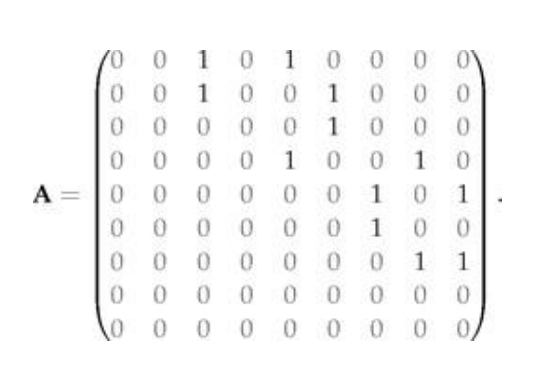 0 0 1 0 1 0 0 0 0
0 0 1 0 0 1 0 0 0
0 0 0 0 0 1 0 0 0
0 0 0 0 1 0 0 1 0
A = 0 0 0 0 0 0 1 0 1 .
0 0 0 0 0 0 1 0 0
0 0 0 0 0 0 0 1 1
0 0 0 0 0 0 0 0 0
0 0 0 0 0 0 0 0 0